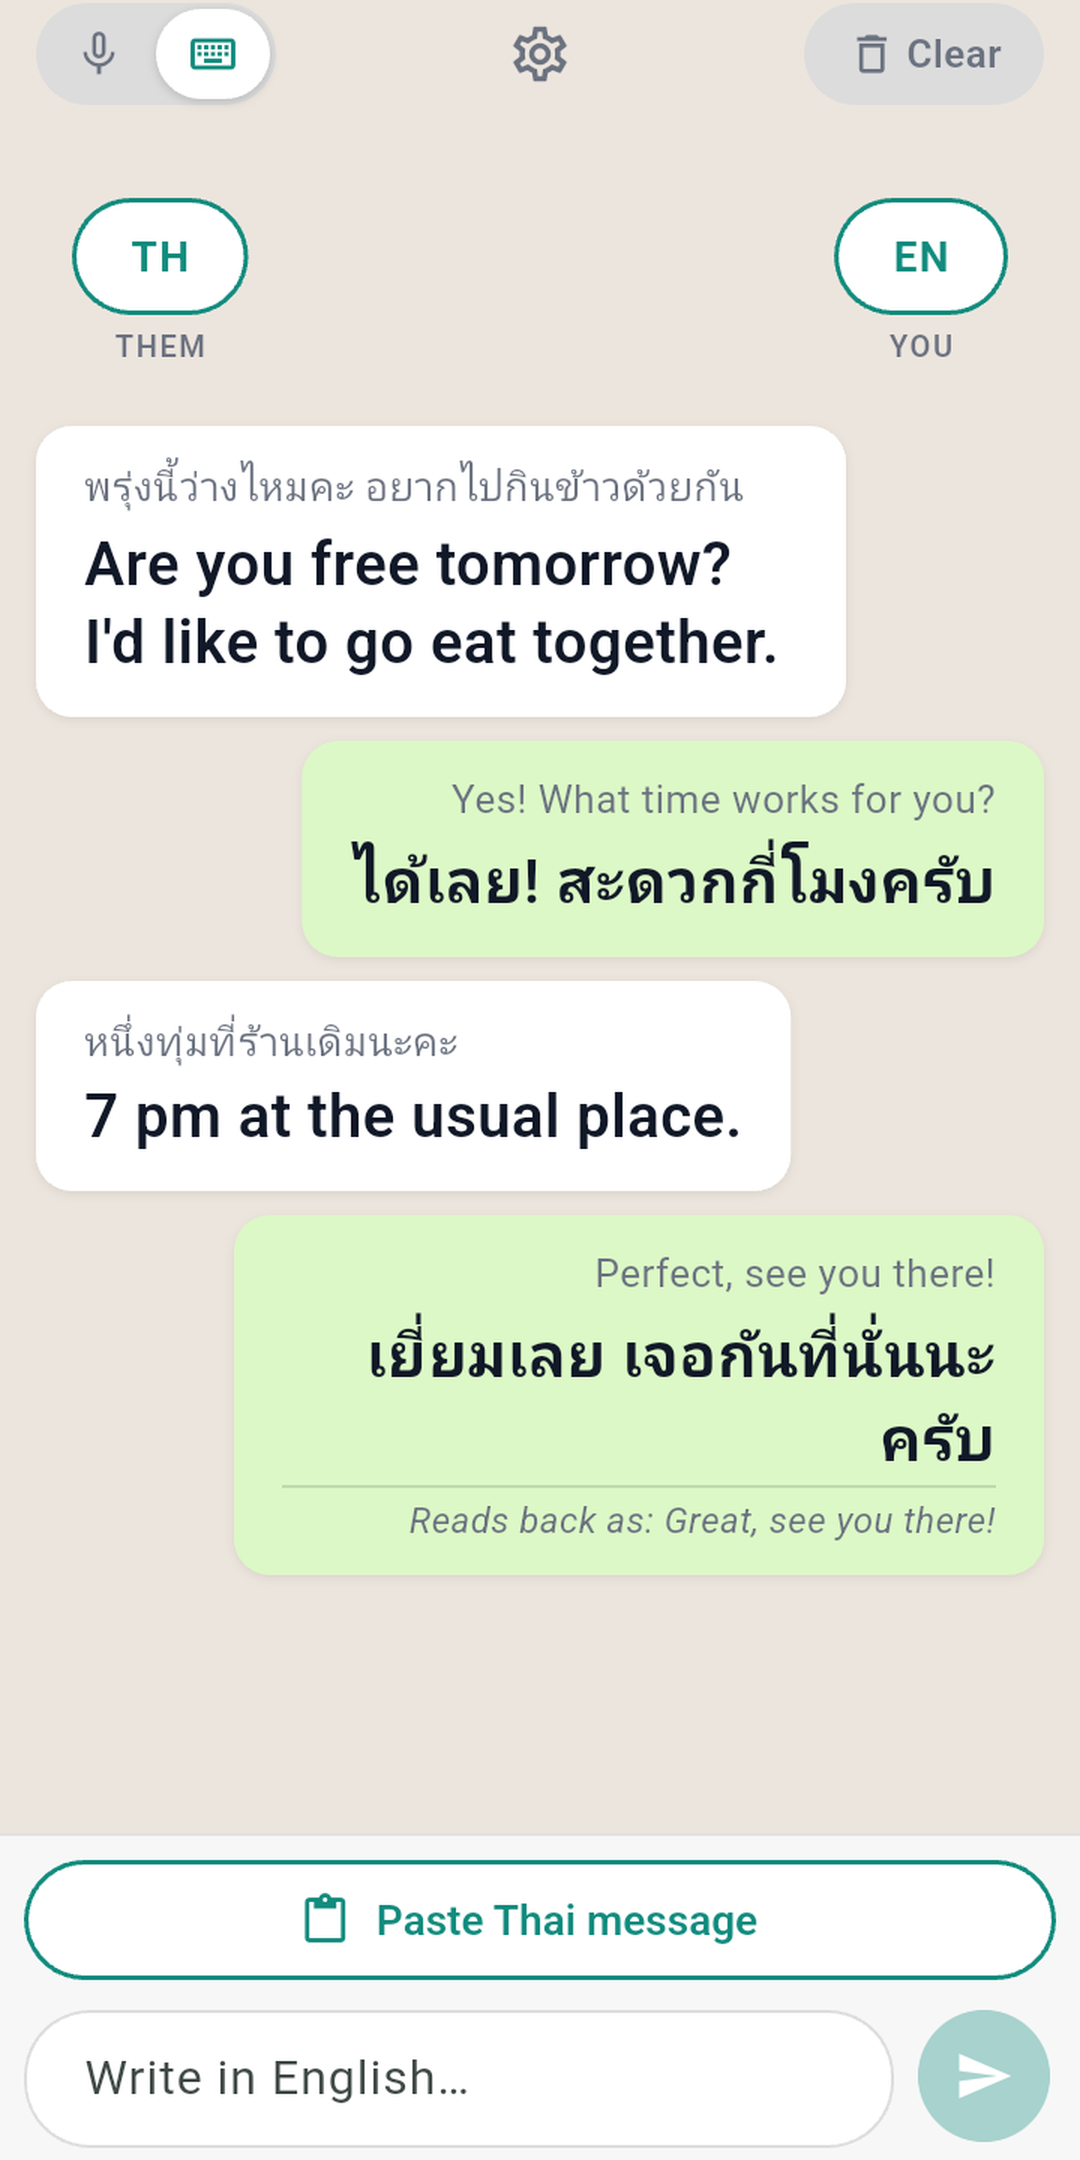 Clear
TH
EN
THEM
YOU
พรุ่งนี้ว่างไหมคะ อยากไปกินข้าวด้วยกัน
Are you free tomorrow?
I'd like to go eat together.
Yes! What time works for you?
ได้เลย! สะดวกกี่โมงครับ
หนึ่งทุ่มที่ร้านเดิมนะคะ
7 pm at the usual place.
Perfect, see you there!
เยี่ยมเลย เจอกันที่นั่นนะ
ครับ
Reads back as: Great, see you there!
Paste Thai message
Write in English…